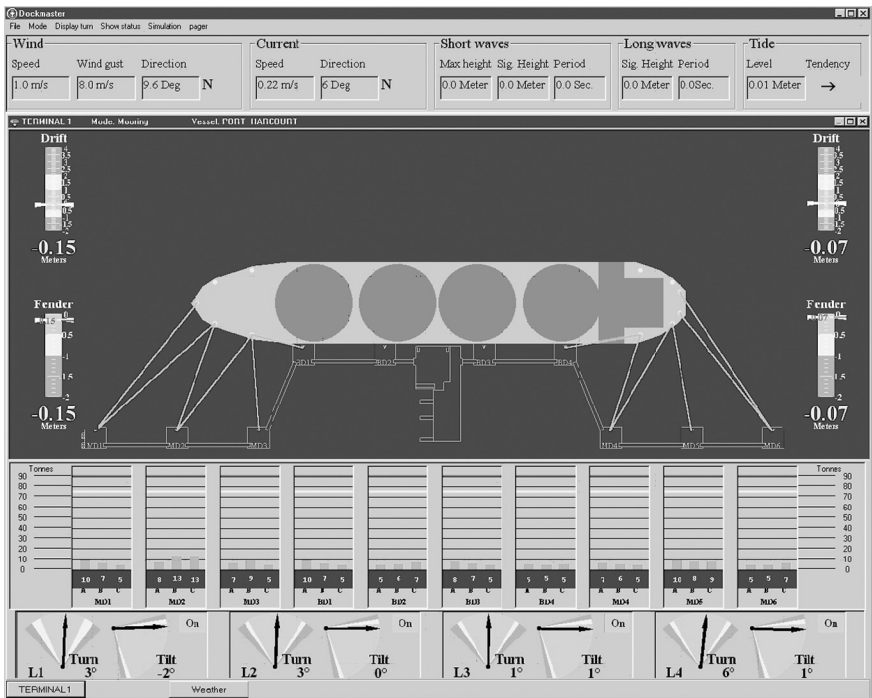 Dockmaster
File Mode Display turn Show status Simulation pager
Wind Current Short waves Long waves Tide
Speed Wind gust Direction Speed Direction Max height Sig. Height Period Sig. Height Period Level Tendency
1.0 m/s 8.0 m/s 9.6 Deg N 0.22 m/s 6 Deg N 0.0 Meter 0.0 Meter 0.0 Sec. 0.0 Meter 0.0Sec. 0.01 Meter →
TERMINAL 1 Mode: Mooring Vessel: PORT HARCOURT
Drift Drift
-0.15 -0.07
Meters Meters
Fender Fender
-0.15 -0.07
Meters Meters
BD1 BD2 BD3 BD4
MD1 MD2 MD3 MD4 MD5 MD6
Tonnes Tonnes
90 90
80 80
70 70
60 60
50 50
40 40
30 30
20 20
10 10
0 0
10 7 5 8 13 13 7 9 5 10 7 5 5 6 7 8 7 5 5 5 5 7 6 5 10 8 9 5 5 7
A B C A B C A B C A B C A B C A B C A B C A B C A B C A B C
MD1 MD2 MD3 BD1 BD2 BD3 BD4 MD4 MD5 MD6
On On On On
L1 Turn Tilt L2 Turn Tilt L3 Turn Tilt L4 Turn Tilt
3° -2° 3° 0° 1° 1° 6° 1°
TERMINAL1 Weather